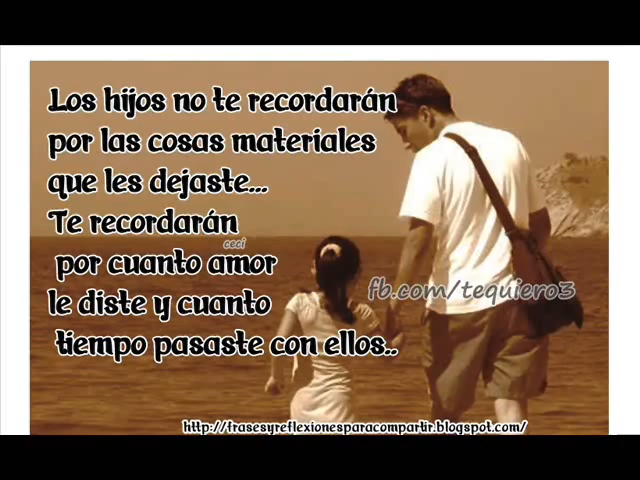 Los hijos no te recordarán
por las cosas materiales
que les dejaste...
Te recordarán
ceci
por cuanto amor
le diste y cuanto
tiempo pasaste con ellos..
fb.com/tequiero3
http://frasesyreflexionesparacompartir.blogspot.com/